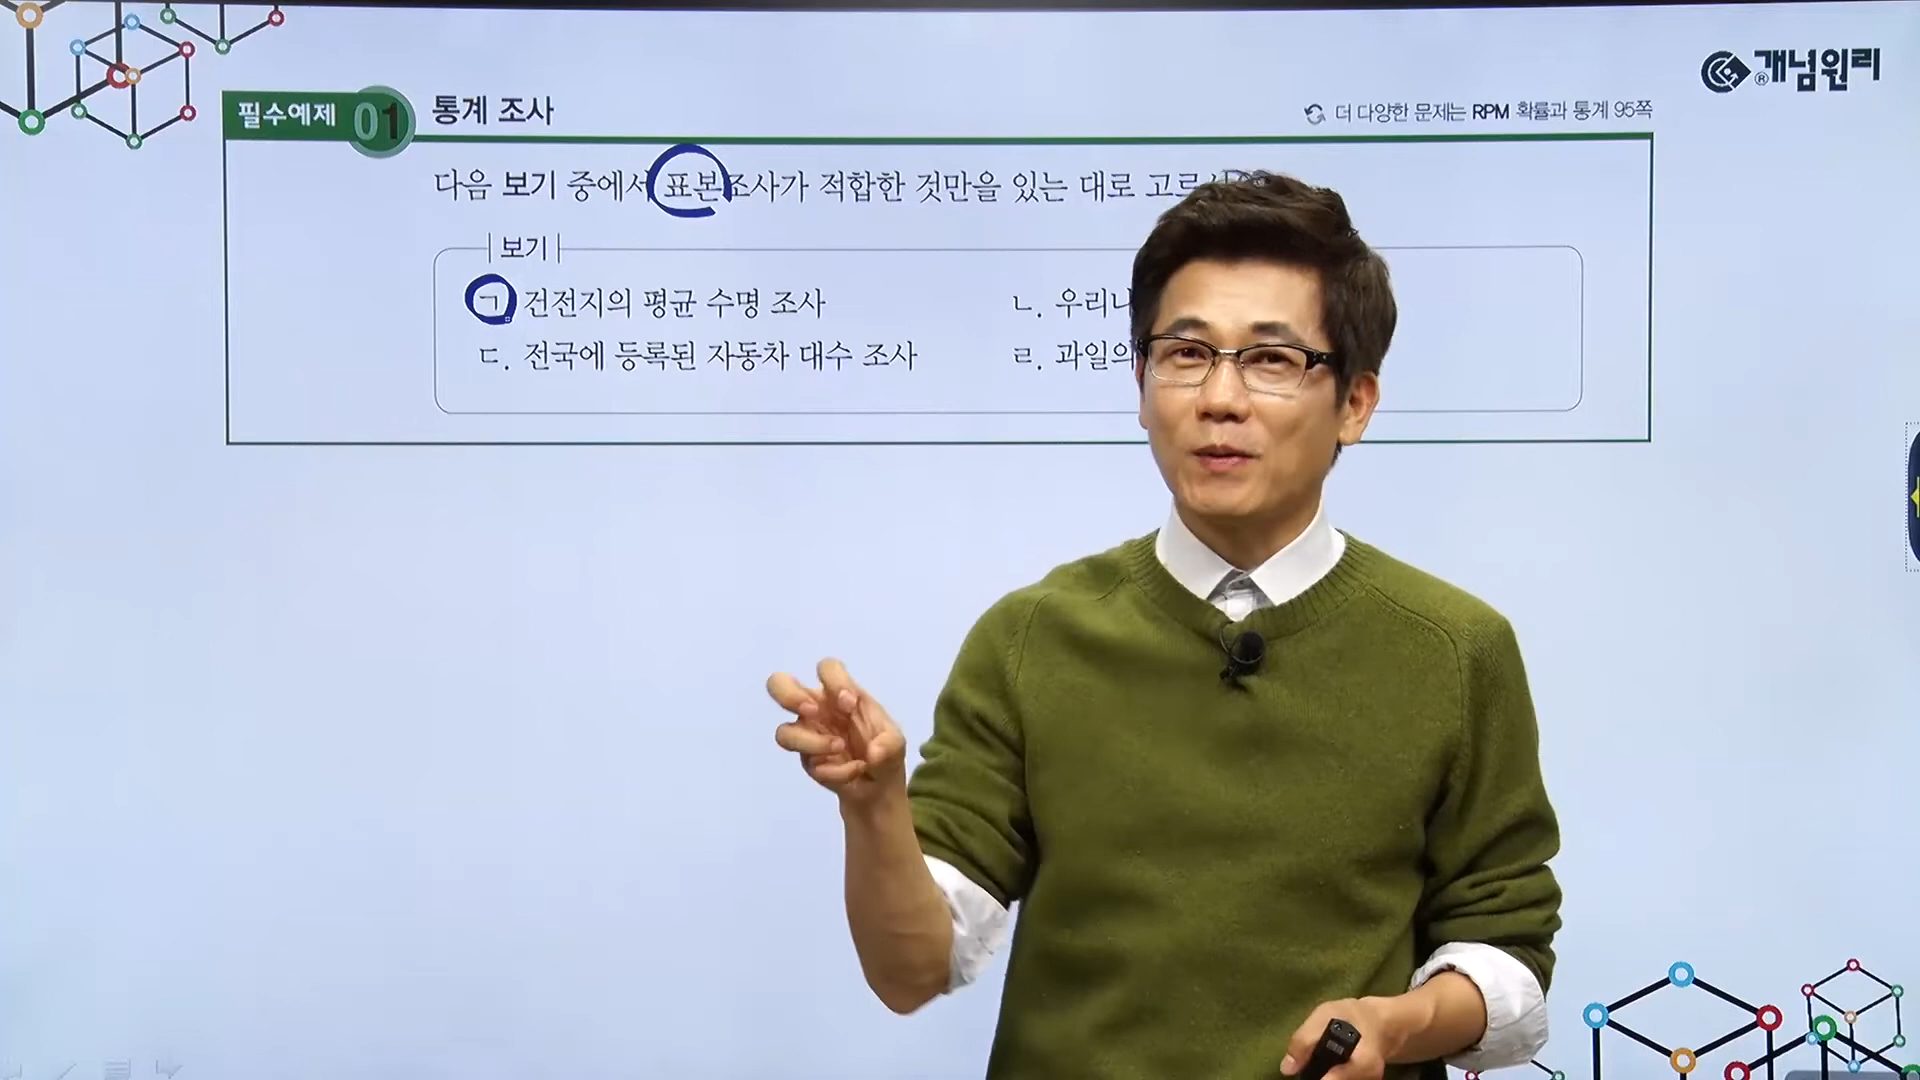 개념원리
필수예제 01 통계 조사
더 다양한 문제는 RPM 확률과 통계 95쪽
다음 보기 중에서 표본조사가 적합한 것만을 있는 대로 고르
보기
ㄱ. 건전지의 평균 수명 조사
ㄴ. 우리나
ㄷ. 전국에 등록된 자동차 대수 조사
ㄹ. 과일의